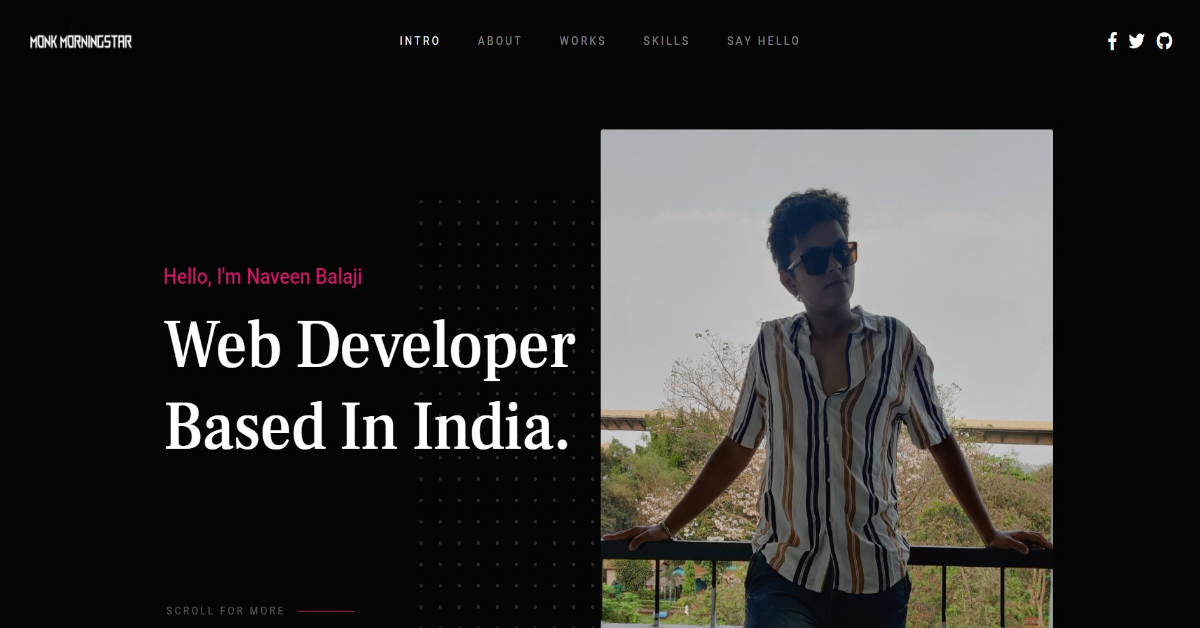 MONK MORNINGSTAR
INTRO ABOUT WORKS SKILLS SAY HELLO
Hello, I'm Naveen Balaji
Web Developer
Based In India.
SCROLL FOR MORE